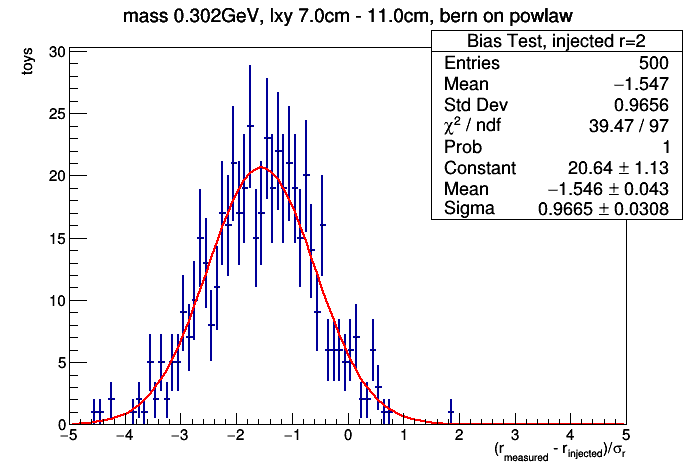 mass 0.302GeV, lxy 7.0cm - 11.0cm, bern on powlaw
Bias Test, injected r=2
Entries 500
Mean −1.547
Std Dev 0.9656
χ² / ndf 39.47 / 97
Prob 1
Constant 20.64 ± 1.13
Mean −1.546 ± 0.043
Sigma 0.9665 ± 0.0308
toys
30
25
20
15
10
5
0
−5 −4 −3 −2 −1 0 1 2 3 4 5
(r_measured - r_injected)/σ_r